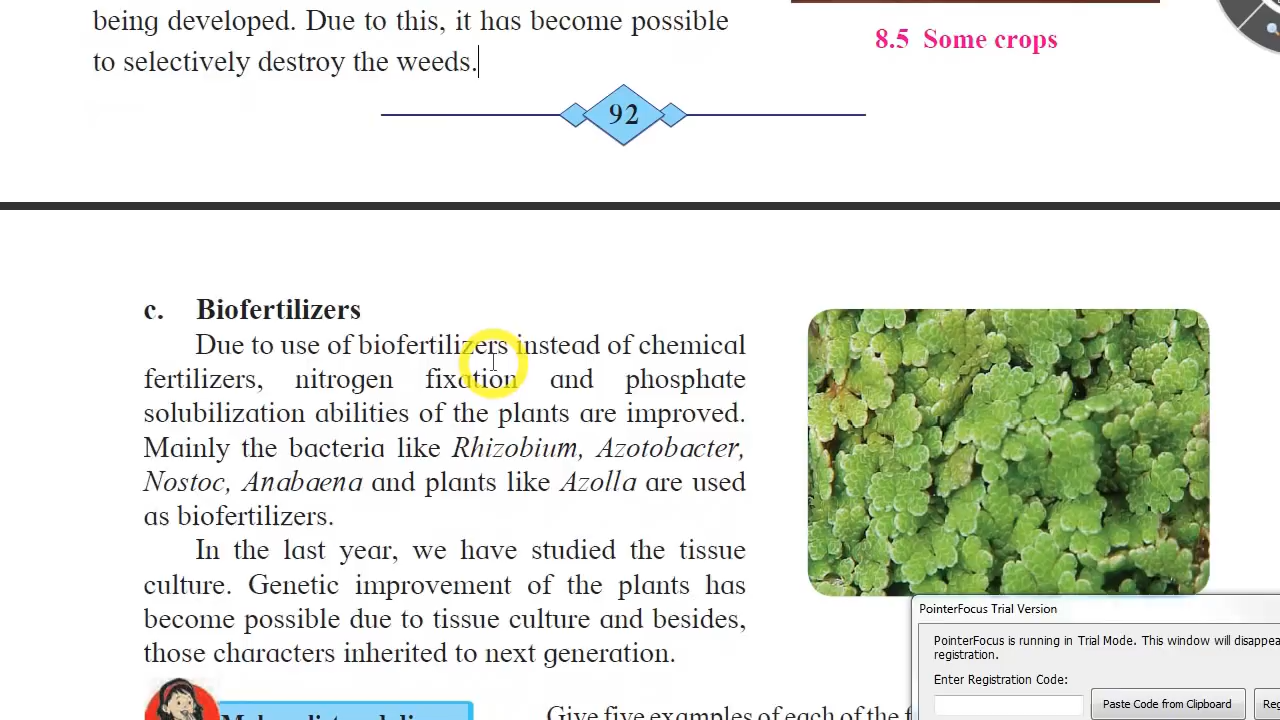 being developed. Due to this, it has become possible
to selectively destroy the weeds.
8.5 Some crops
92
c. Biofertilizers
Due to use of biofertilizers instead of chemical
fertilizers, nitrogen fixation and phosphate
solubilization abilities of the plants are improved.
Mainly the bacteria like Rhizobium, Azotobacter,
Nostoc, Anabaena and plants like Azolla are used
as biofertilizers.
In the last year, we have studied the tissue
culture. Genetic improvement of the plants has
become possible due to tissue culture and besides,
those characters inherited to next generation.
PointerFocus Trial Version
PointerFocus is running in Trial Mode. This window will disappea
registration.
Enter Registration Code:
Paste Code from Clipboard
Re
Give five examples of each of the f